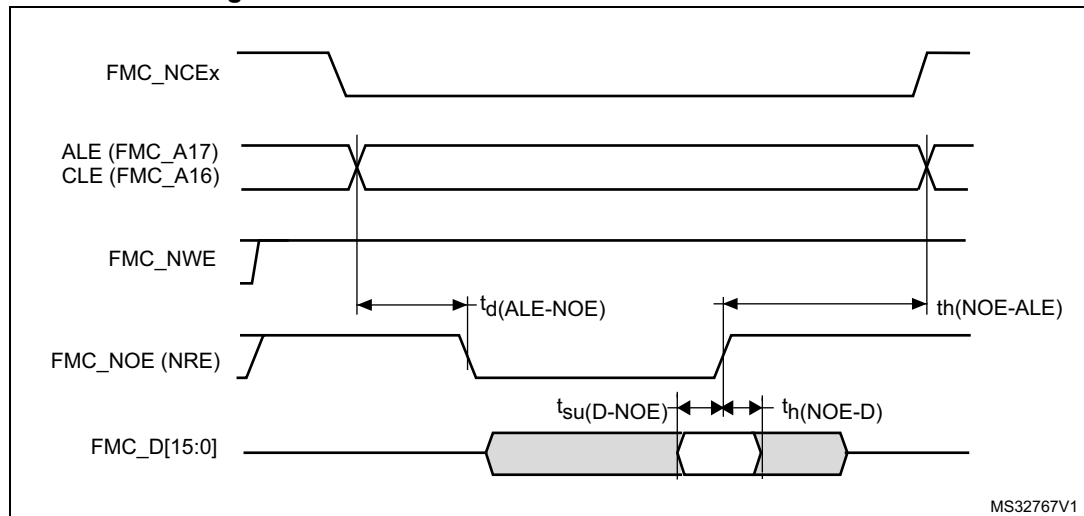 FMC_NCEx
ALE (FMC_A17)
CLE (FMC_A16)
FMC_NWE
td(ALE-NOE)
th(NOE-ALE)
FMC_NOE (NRE)
tsu(D-NOE)
th(NOE-D)
FMC_D[15:0]
MS32767V1